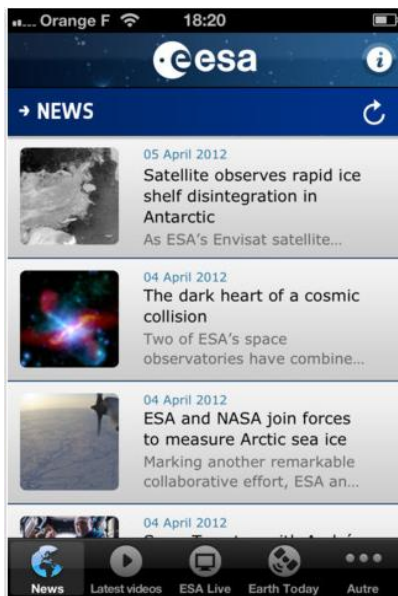 Orange F 18:20
esa
i
→ NEWS
05 April 2012
Satellite observes rapid ice
shelf disintegration in
Antarctic
As ESA's Envisat satellite...
04 April 2012
The dark heart of a cosmic
collision
Two of ESA's space
observatories have combine...
04 April 2012
ESA and NASA join forces
to measure Arctic sea ice
Marking another remarkable
collaborative effort, ESA an...
04 April 2012
News Latest videos ESA Live Earth Today Autre